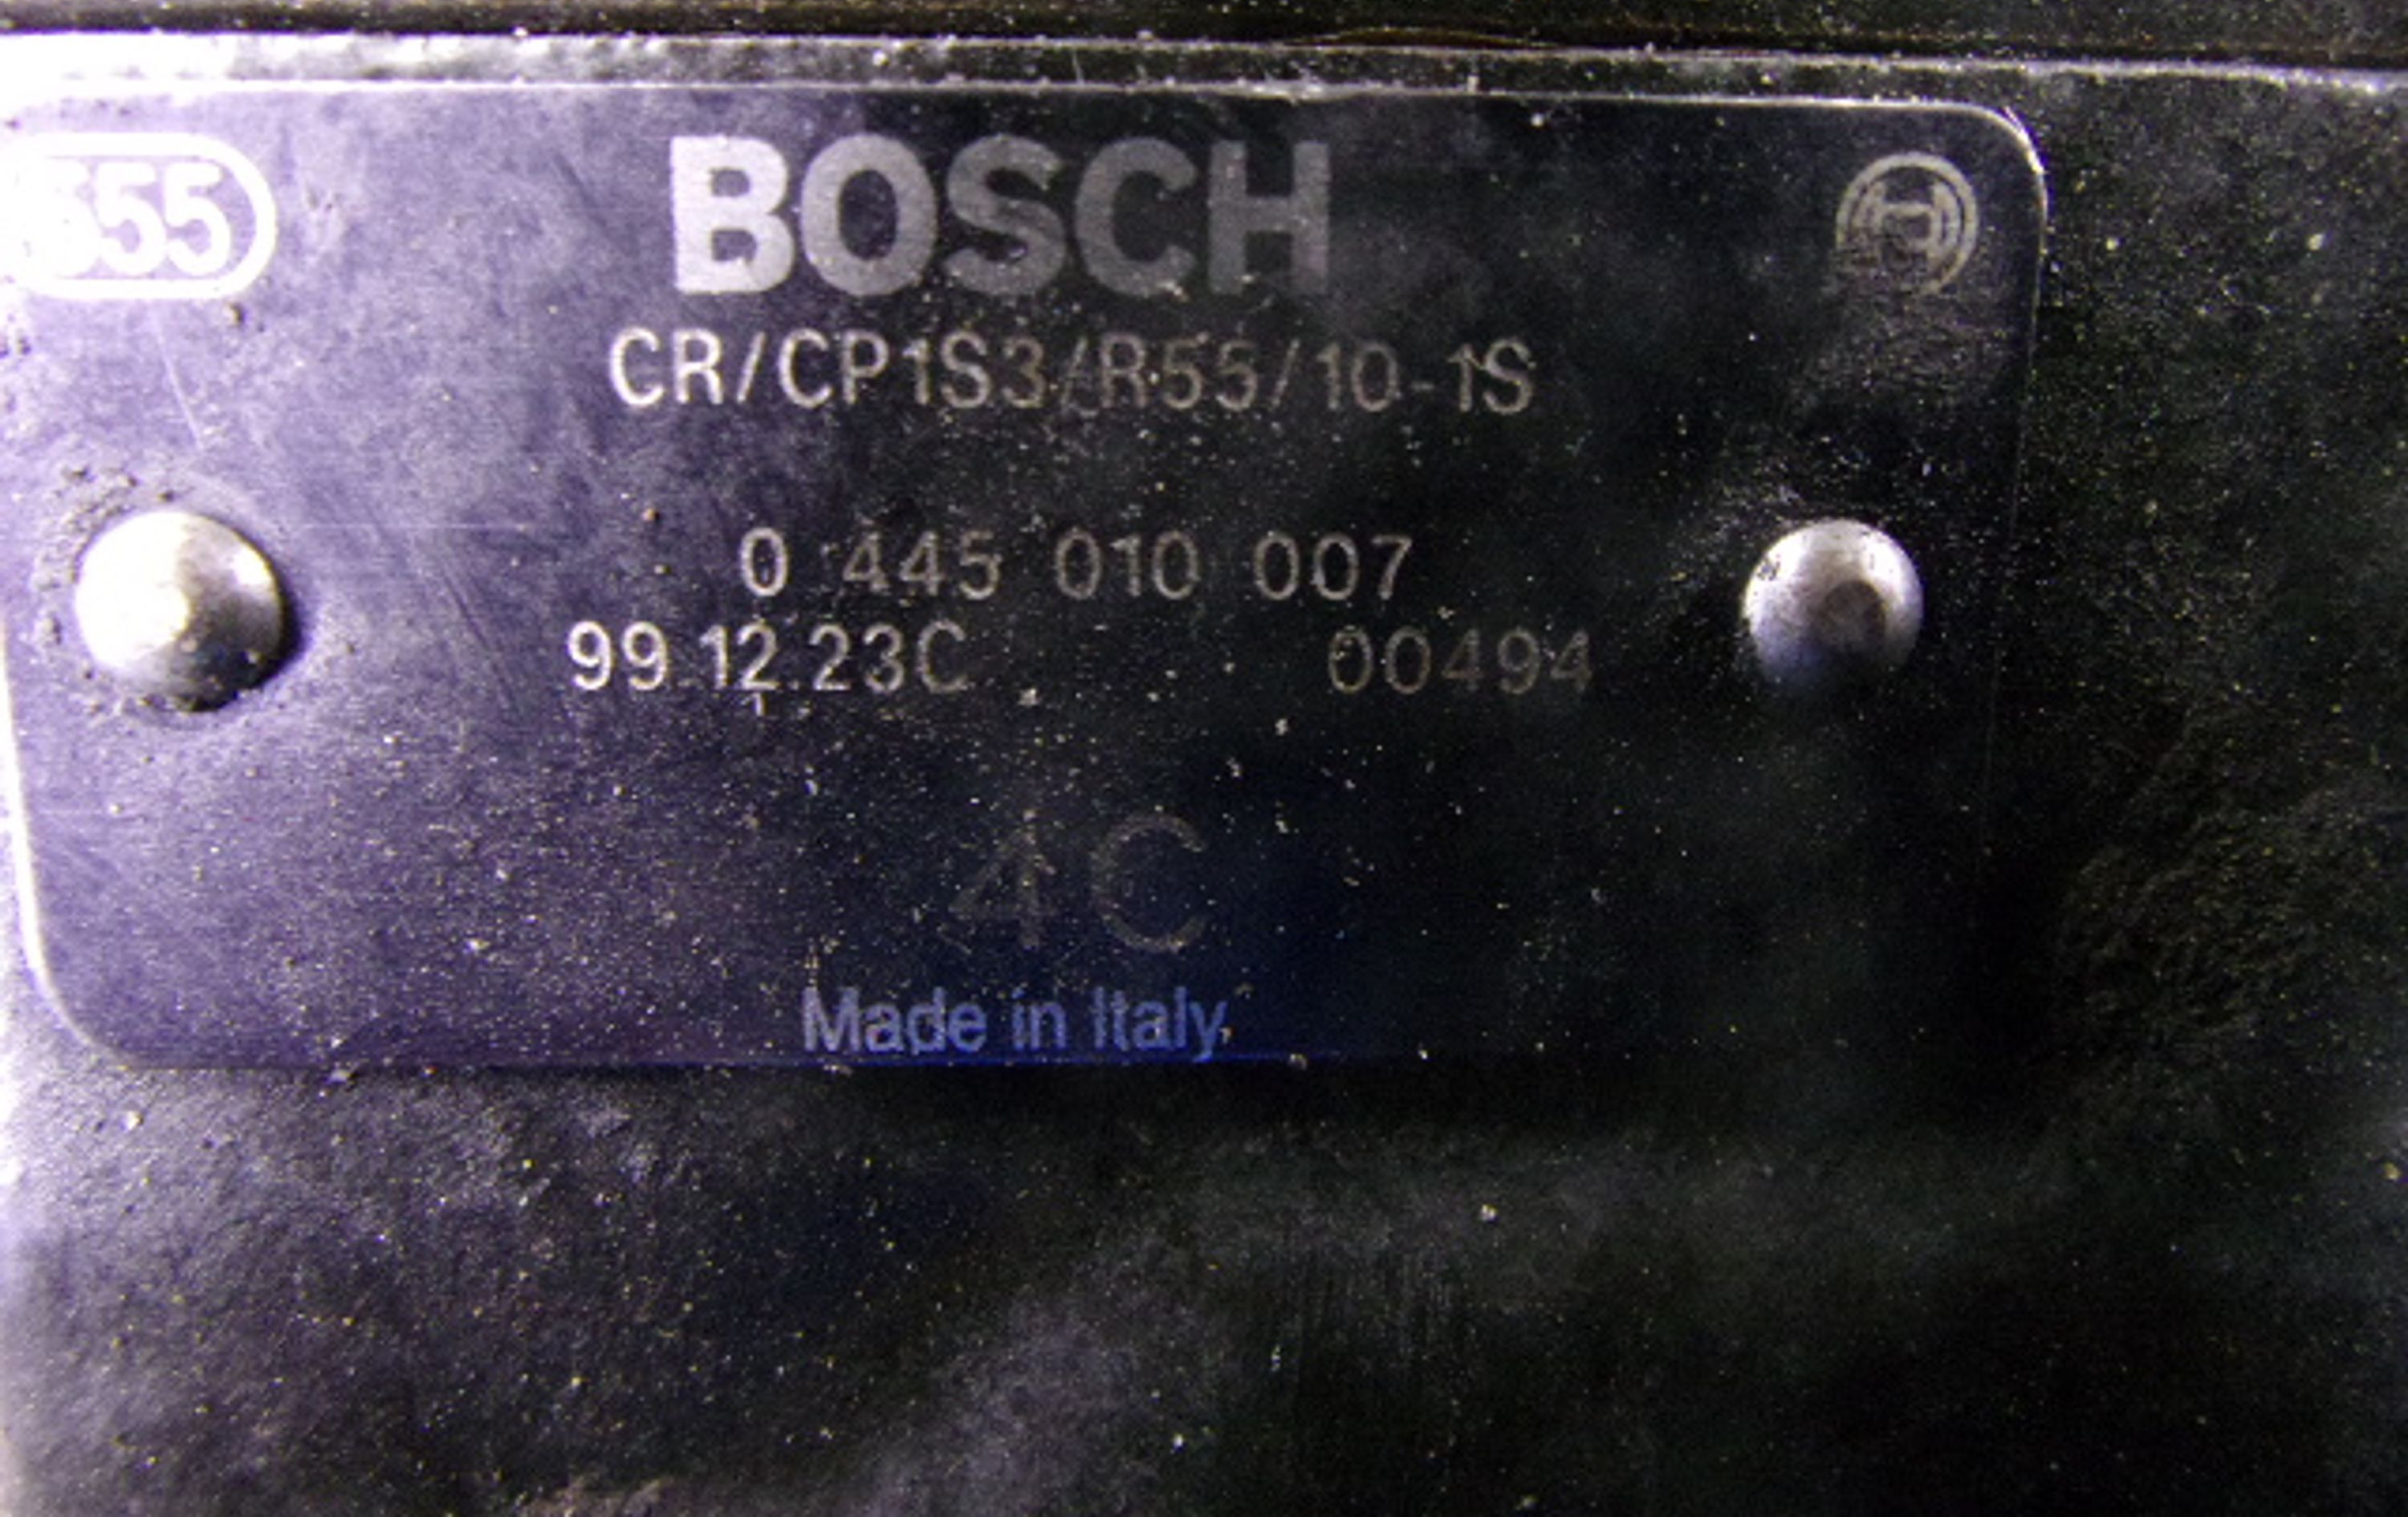 555
BOSCH
CR/CP1S3/R55/10-1S
0 445 010 007
99.12.23C 00494
4C
Made in Italy